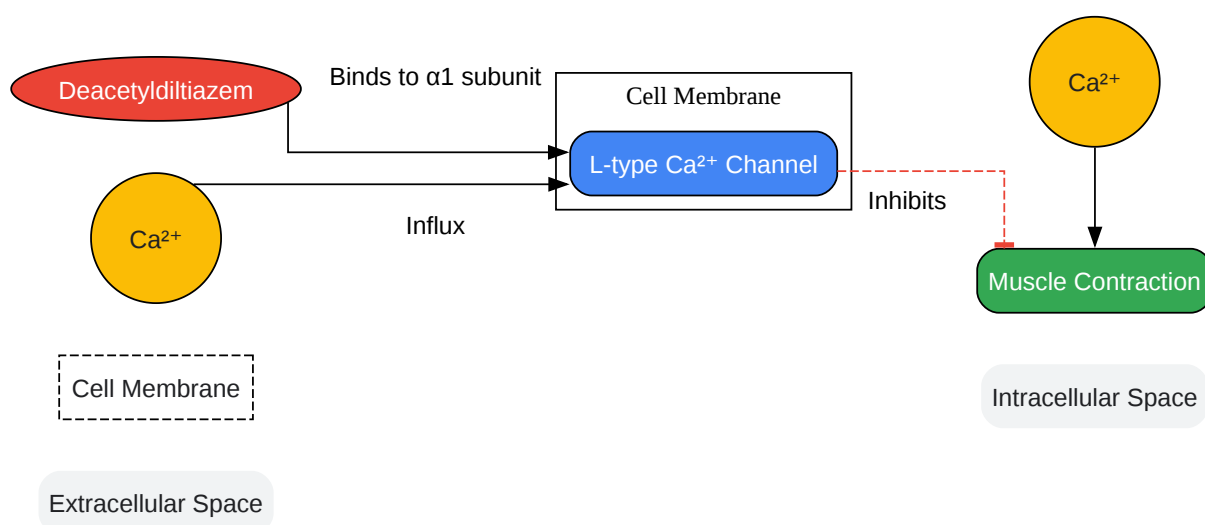 Deacetyldiltiazem
Binds to α1 subunit
Cell Membrane
Ca²⁺
L-type Ca²⁺ Channel
Inhibits
Ca²⁺
Influx
Muscle Contraction
Cell Membrane
Intracellular Space
Extracellular Space